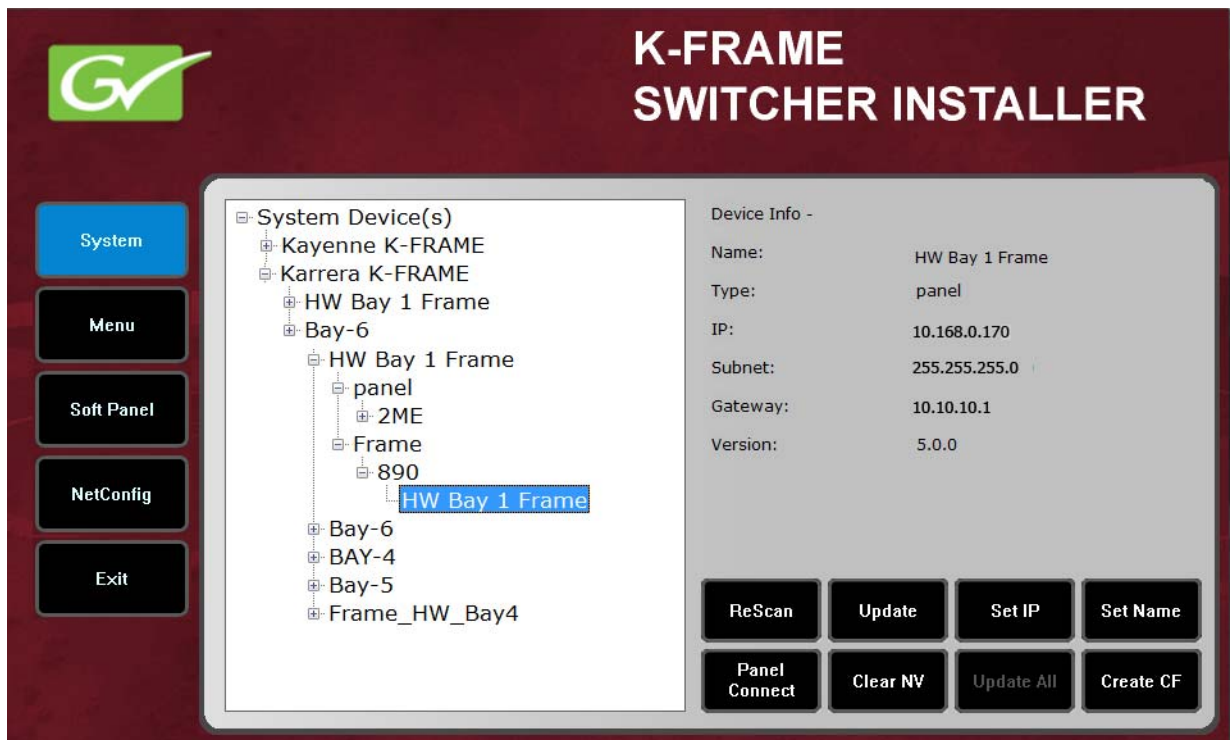 GV
K-FRAME
SWITCHER INSTALLER
System
Menu
Soft Panel
NetConfig
Exit
System Device(s)
Kayenne K-FRAME
Karrera K-FRAME
HW Bay 1 Frame
Bay-6
HW Bay 1 Frame
panel
2ME
Frame
890
HW Bay 1 Frame
Bay-6
BAY-4
Bay-5
Frame_HW_Bay4
Device Info -
Name: HW Bay 1 Frame
Type: panel
IP: 10.168.0.170
Subnet: 255.255.255.0
Gateway: 10.10.10.1
Version: 5.0.0
ReScan Update Set IP Set Name
Panel Connect Clear NV Update All Create CF